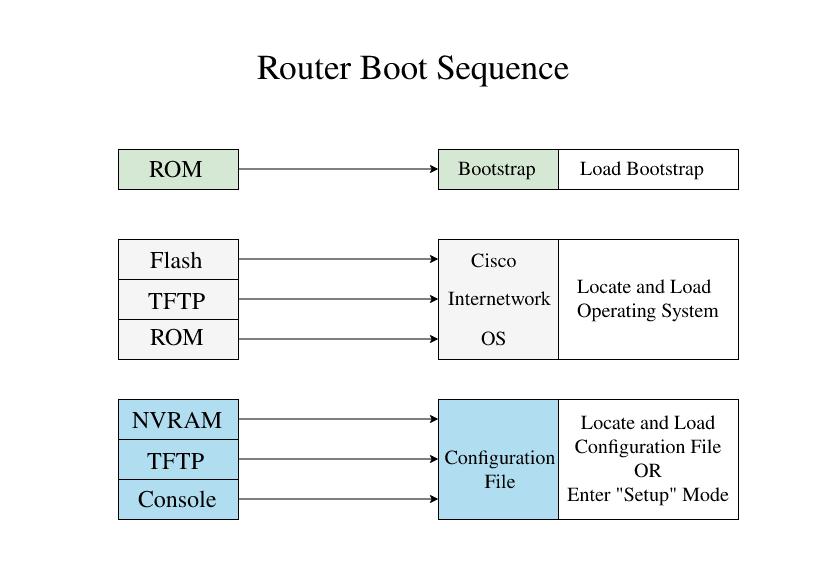 Router Boot Sequence
ROM
Bootstrap
Load Bootstrap
Flash
TFTP
ROM
Cisco
Internetwork
OS
Locate and Load
Operating System
NVRAM
TFTP
Console
Configuration
File
Locate and Load
Configuration File
OR
Enter "Setup" Mode